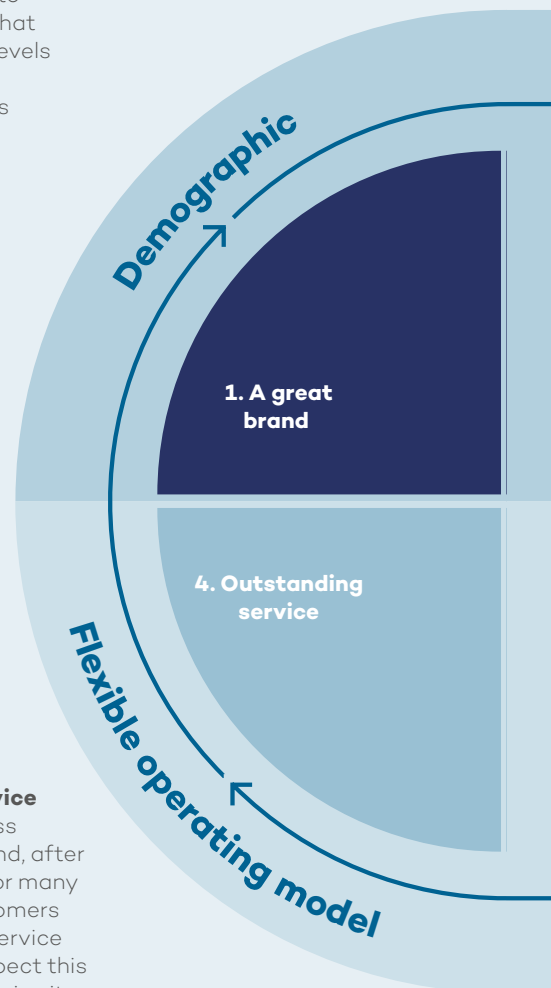 hat
evels
s
Demographic
1. A great
brand
4. Outstanding
service
Flexible operating model
vice
ss
nd, after
or many
omers
ervice
pect this